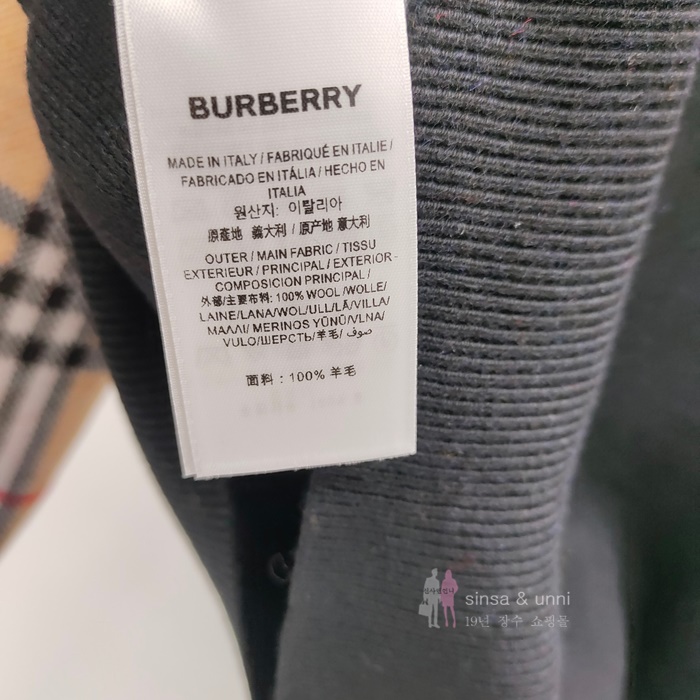 BURBERRY
MADE IN ITALY / FABRIQUÉ EN ITALIE /
FABRICADO EN ITÁLIA / HECHO EN
ITALIA
원산지: 이탈리아
原產地 義大利 / 原产地 意大利
OUTER / MAIN FABRIC / TISSU
EXTERIEUR / PRINCIPAL / EXTERIOR -
COMPOSICION PRINCIPAL /
外部/主要布料: 100% WOOL /WOLLE/
LAINE/LANA/WOL/ULL/LÃ/VILLA/
ΜΑΛΛΙ/ MERINOS YÜNÜ/VLNA/
VULO/ШЕРСТЬ/羊毛/ صوف
面料 : 100% 羊毛
sinsa & unni
19년 장수 쇼핑몰